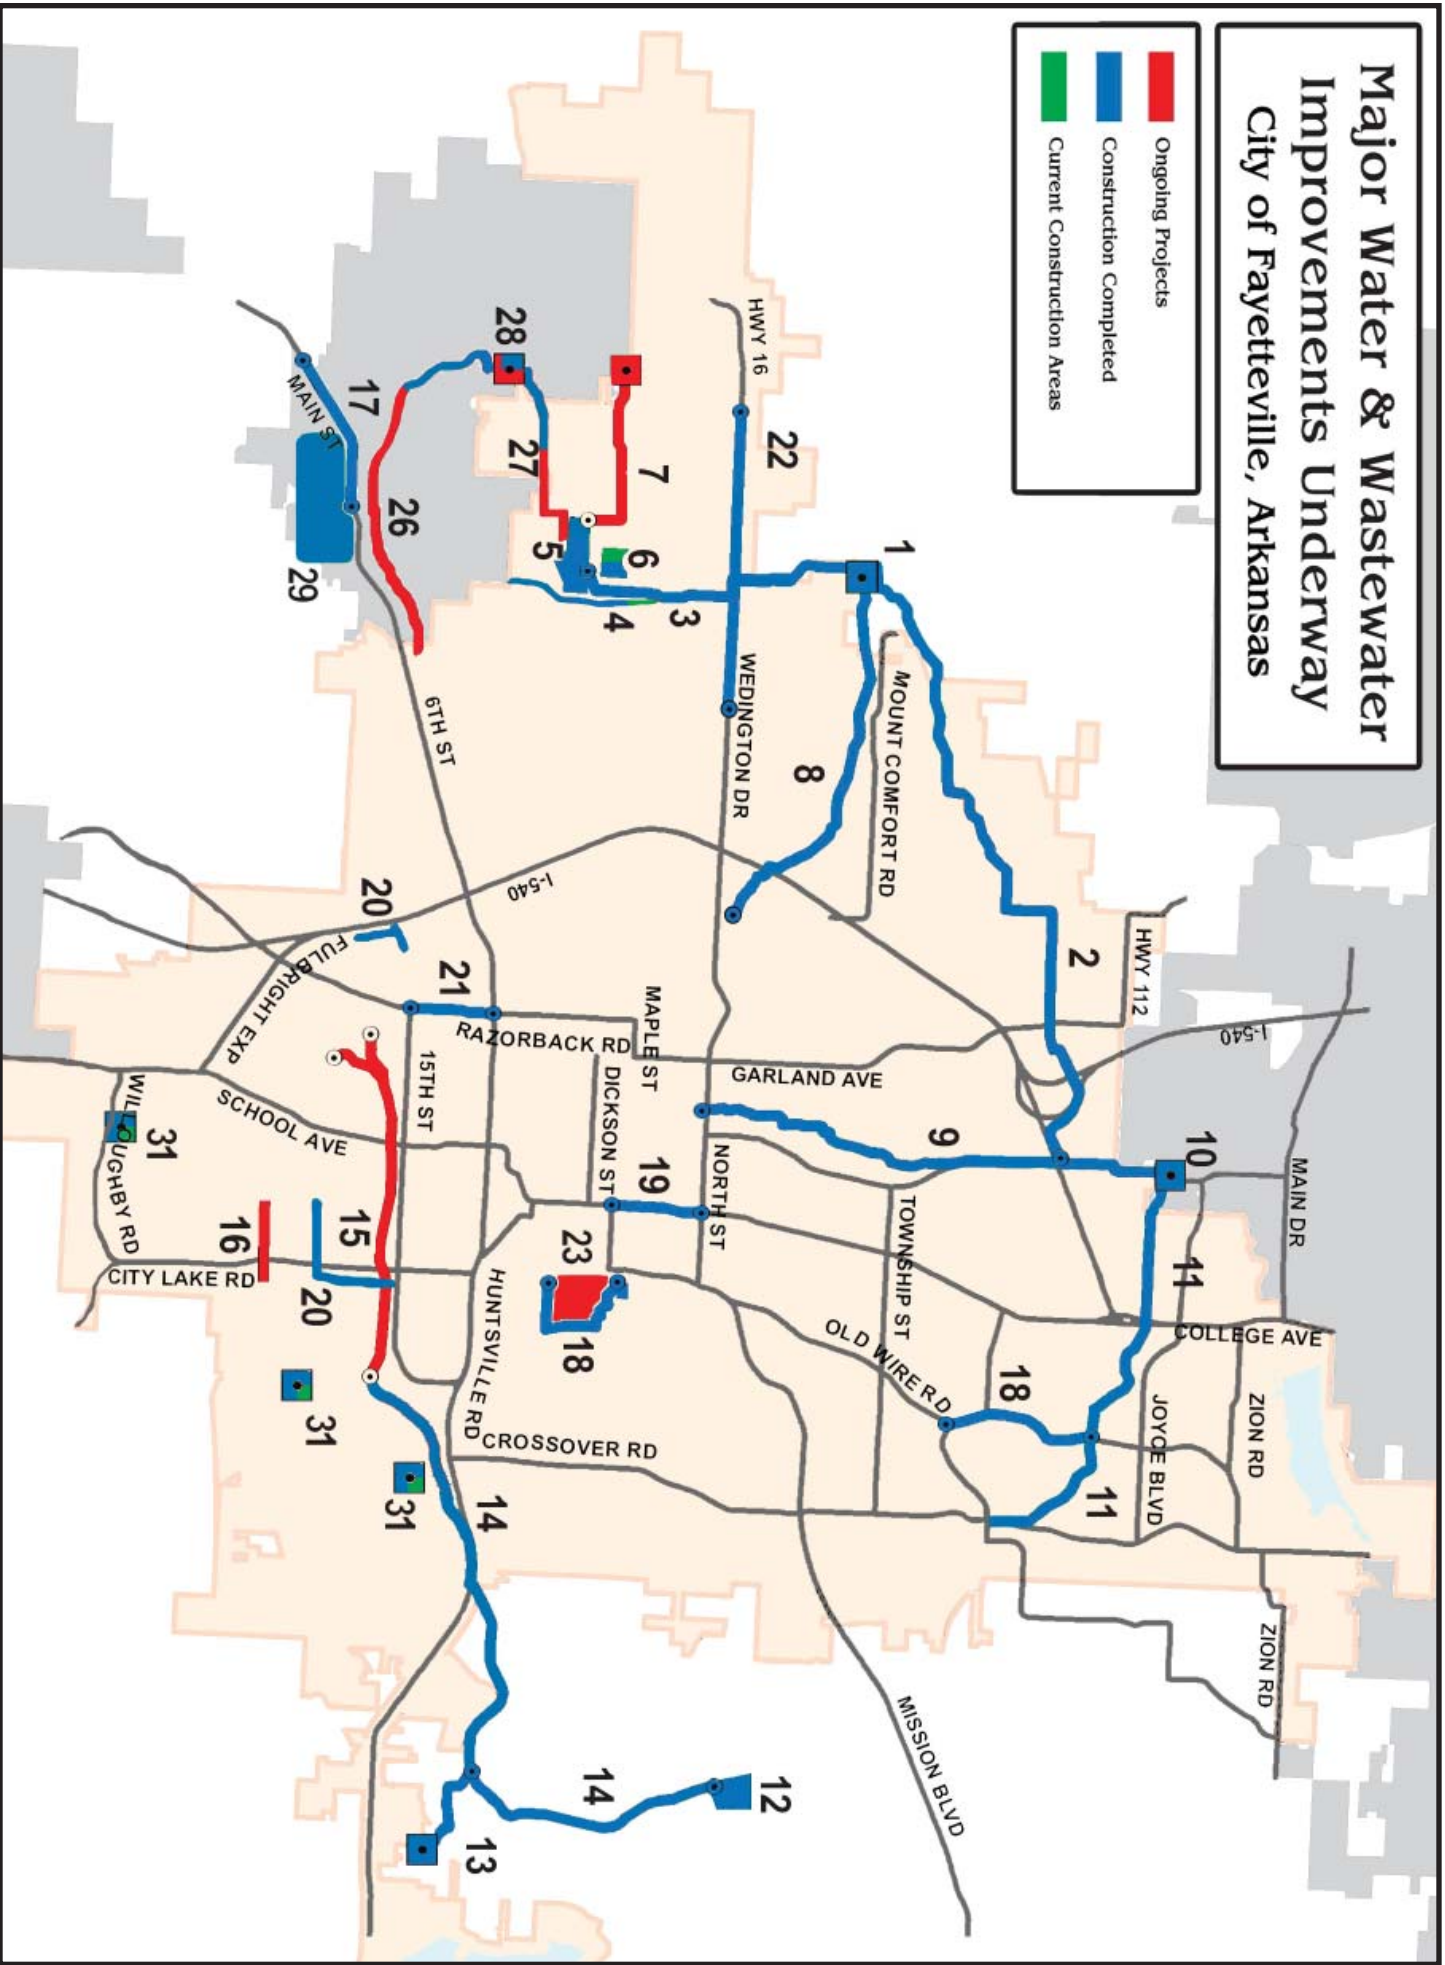 Major Water & Wastewater
Improvements Underway
City of Fayetteville, Arkansas
Ongoing Projects
Construction Completed
Current Construction Areas
MAIN DR
ZION RD
ZION RD
I-540
10
11
COLLEGE AVE
JOYCE BLVD
HWY 112
2
11
18
9
1
MOUNT COMFORT RD
TOWNSHIP ST
OLD WIRE RD
MISSION BLVD
8
GARLAND AVE
HWY 16
22
WEDINGTON DR
NORTH ST
12
7
3
MAPLE ST
19
6
4
DICKSON ST
RAZORBACK RD
CROSSOVER RD
23
18
14
5
27
28
I-540
HUNTSVILLE RD
14
13
6TH ST
21
15TH ST
26
17
20
15
31
MAIN ST
29
FULBRIGHT EXP
SCHOOL AVE
20
31
16
CITY LAKE RD
31
WILLOUGHBY RD